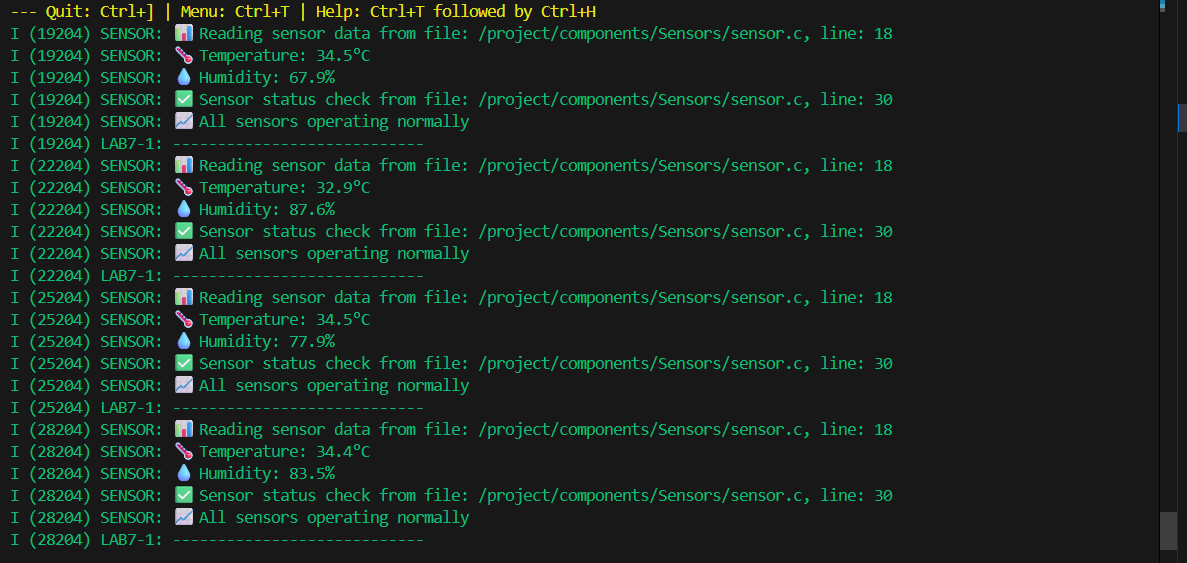 --- Quit: Ctrl+] | Menu: Ctrl+T | Help: Ctrl+T followed by Ctrl+H
I (19204) SENSOR: 📊 Reading sensor data from file: /project/components/Sensors/sensor.c, line: 18
I (19204) SENSOR: 🌡️ Temperature: 34.5°C
I (19204) SENSOR: 💧 Humidity: 67.9%
I (19204) SENSOR: ✅ Sensor status check from file: /project/components/Sensors/sensor.c, line: 30
I (19204) SENSOR: 📈 All sensors operating normally
I (19204) LAB7-1: ----------------------------
I (22204) SENSOR: 📊 Reading sensor data from file: /project/components/Sensors/sensor.c, line: 18
I (22204) SENSOR: 🌡️ Temperature: 32.9°C
I (22204) SENSOR: 💧 Humidity: 87.6%
I (22204) SENSOR: ✅ Sensor status check from file: /project/components/Sensors/sensor.c, line: 30
I (22204) SENSOR: 📈 All sensors operating normally
I (22204) LAB7-1: ----------------------------
I (25204) SENSOR: 📊 Reading sensor data from file: /project/components/Sensors/sensor.c, line: 18
I (25204) SENSOR: 🌡️ Temperature: 34.5°C
I (25204) SENSOR: 💧 Humidity: 77.9%
I (25204) SENSOR: ✅ Sensor status check from file: /project/components/Sensors/sensor.c, line: 30
I (25204) SENSOR: 📈 All sensors operating normally
I (25204) LAB7-1: ----------------------------
I (28204) SENSOR: 📊 Reading sensor data from file: /project/components/Sensors/sensor.c, line: 18
I (28204) SENSOR: 🌡️ Temperature: 34.4°C
I (28204) SENSOR: 💧 Humidity: 83.5%
I (28204) SENSOR: ✅ Sensor status check from file: /project/components/Sensors/sensor.c, line: 30
I (28204) SENSOR: 📈 All sensors operating normally
I (28204) LAB7-1: ----------------------------